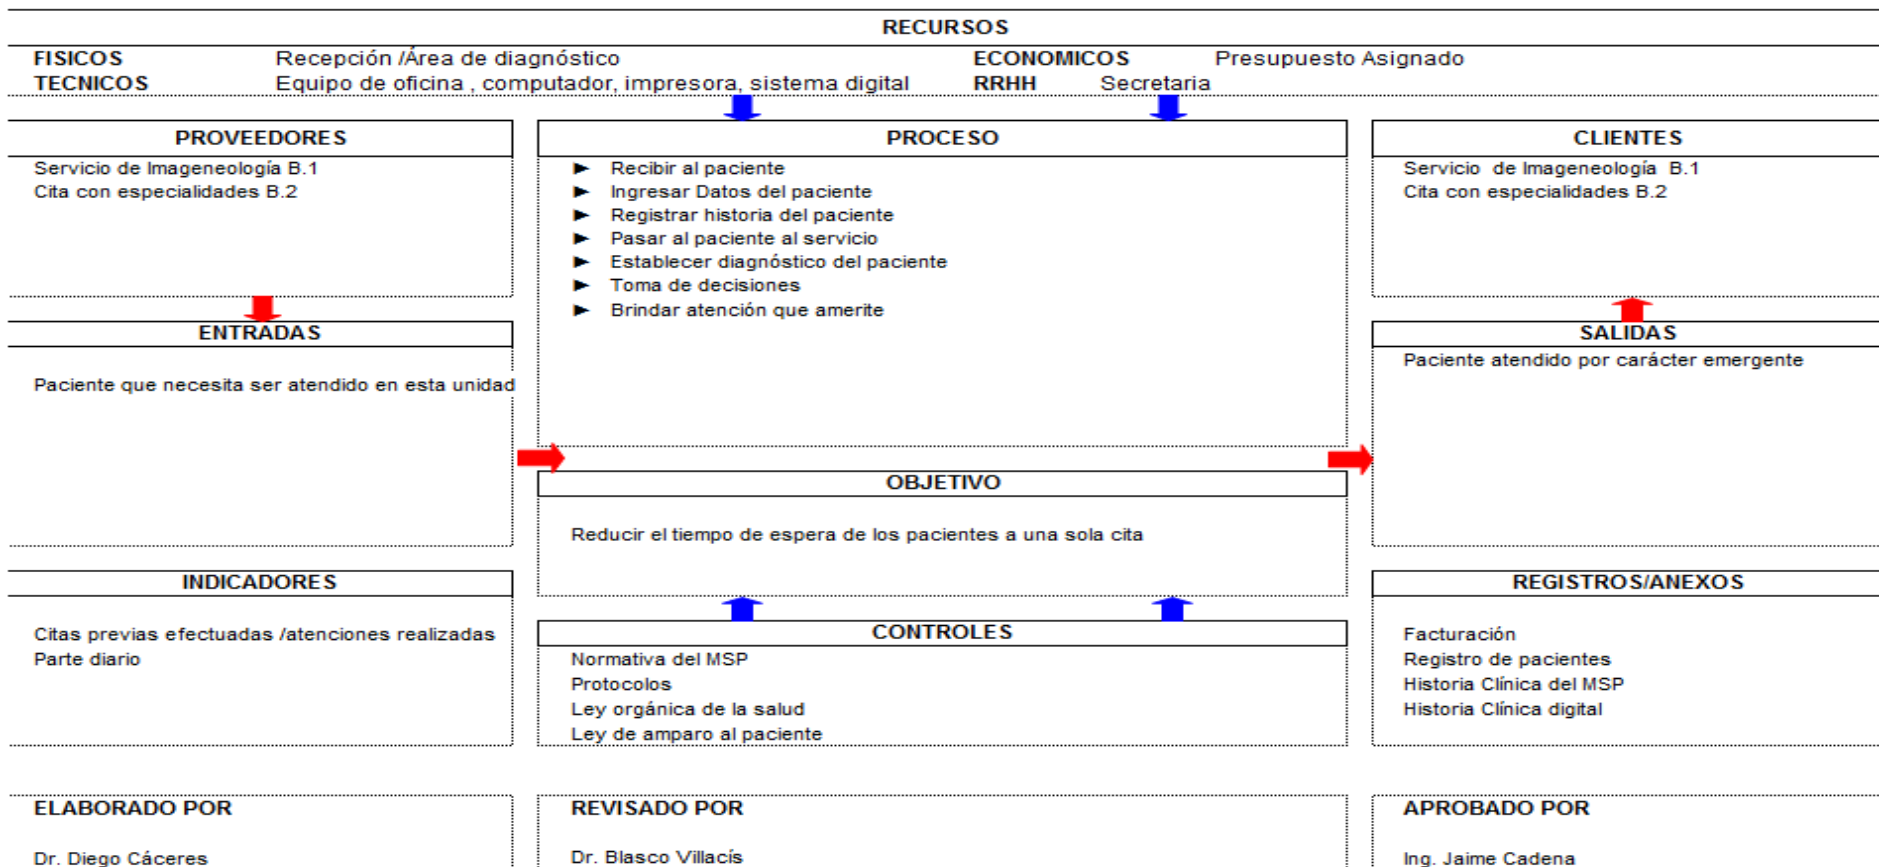 RECURSOS
FISICOS Recepción /Área de diagnóstico ECONOMICOS Presupuesto Asignado
TECNICOS Equipo de oficina , computador, impresora, sistema digital RRHH Secretaria
PROVEEDORES
Servicio de Imageneología B.1
Cita con especialidades B.2
ENTRADAS
Paciente que necesita ser atendido en esta unidad
INDICADORES
Citas previas efectuadas /atenciones realizadas
Parte diario
PROCESO
► Recibir al paciente
► Ingresar Datos del paciente
► Registrar historia del paciente
► Pasar al paciente al servicio
► Establecer diagnóstico del paciente
► Toma de decisiones
► Brindar atención que amerite
OBJETIVO
Reducir el tiempo de espera de los pacientes a una sola cita
CONTROLES
Normativa del MSP
Protocolos
Ley orgánica de la salud
Ley de amparo al paciente
CLIENTES
Servicio de Imageneología B.1
Cita con especialidades B.2
SALIDAS
Paciente atendido por carácter emergente
REGISTROS/ANEXOS
Facturación
Registro de pacientes
Historia Clínica del MSP
Historia Clínica digital
ELABORADO POR
Dr. Diego Cáceres
REVISADO POR
Dr. Blasco Villacís
APROBADO POR
Ing. Jaime Cadena